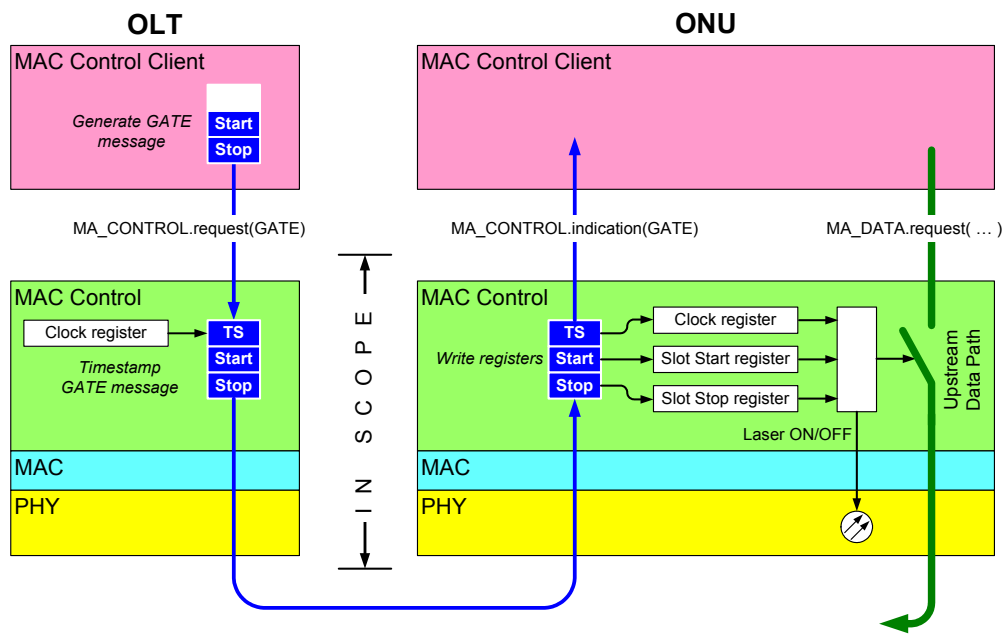 OLT
MAC Control Client
Generate GATE
message
Start
Stop
MA_CONTROL.request(GATE)
MAC Control
Clock register
TS
Start
Stop
Timestamp
GATE message
MAC
PHY
IN SCOPE
ONU
MAC Control Client
MA_CONTROL.indication(GATE)
MA_DATA.request( … )
MAC Control
Write registers
TS
Start
Stop
Clock register
Slot Start register
Slot Stop register
Laser ON/OFF
Upstream
Data Path
MAC
PHY